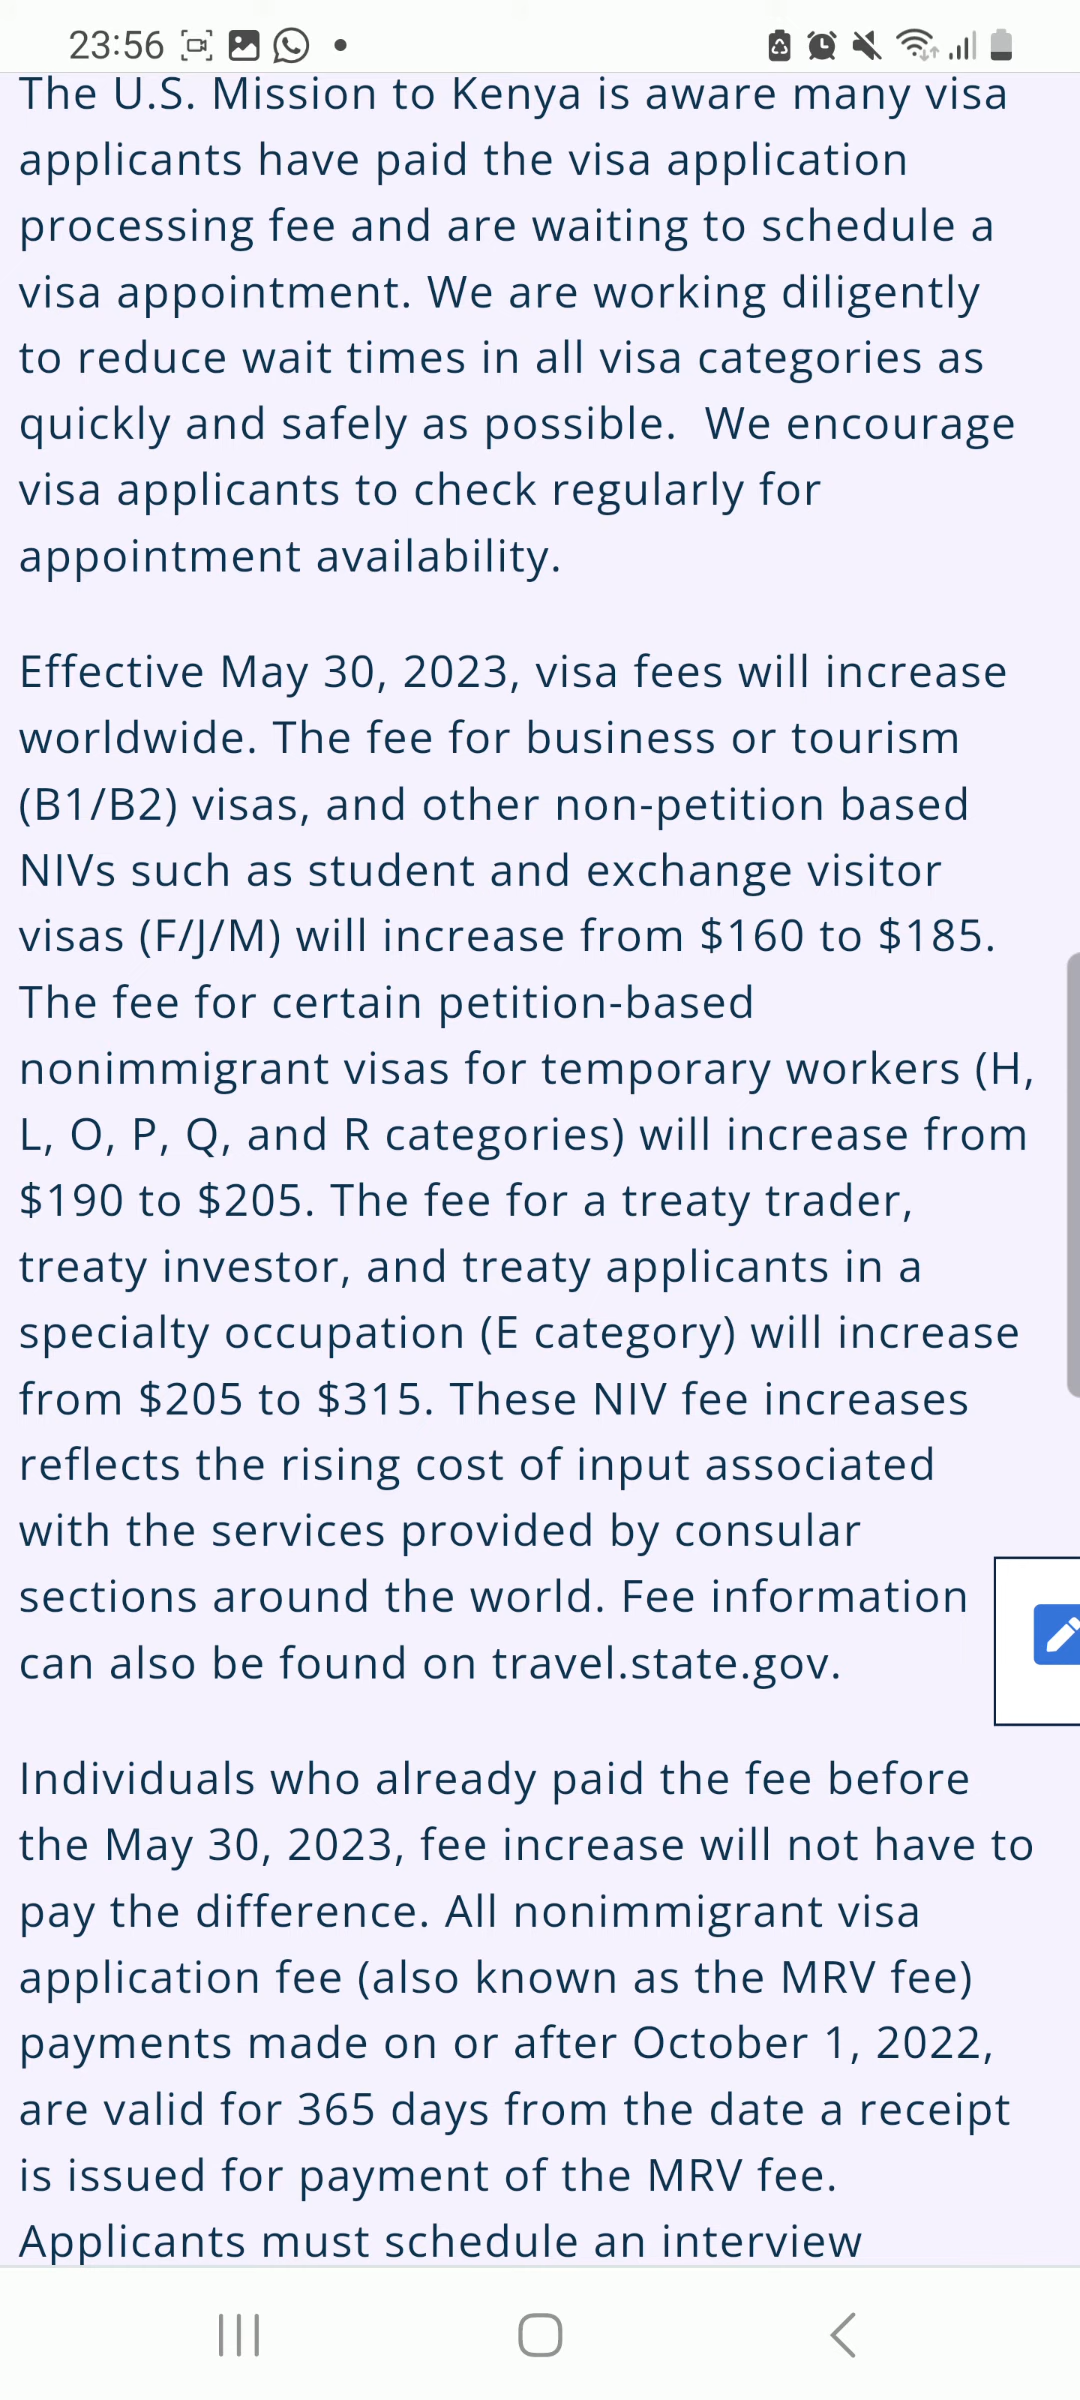 23:56
The U.S. Mission to Kenya is aware many visa
applicants have paid the visa application
processing fee and are waiting to schedule a
visa appointment. We are working diligently
to reduce wait times in all visa categories as
quickly and safely as possible.  We encourage
visa applicants to check regularly for
appointment availability.
Effective May 30, 2023, visa fees will increase
worldwide. The fee for business or tourism
(B1/B2) visas, and other non-petition based
NIVs such as student and exchange visitor
visas (F/J/M) will increase from $160 to $185.
The fee for certain petition-based
nonimmigrant visas for temporary workers (H,
L, O, P, Q, and R categories) will increase from
$190 to $205. The fee for a treaty trader,
treaty investor, and treaty applicants in a
specialty occupation (E category) will increase
from $205 to $315. These NIV fee increases
reflects the rising cost of input associated
with the services provided by consular
sections around the world. Fee information
can also be found on travel.state.gov.
Individuals who already paid the fee before
the May 30, 2023, fee increase will not have to
pay the difference. All nonimmigrant visa
application fee (also known as the MRV fee)
payments made on or after October 1, 2022,
are valid for 365 days from the date a receipt
is issued for payment of the MRV fee.
Applicants must schedule an interview